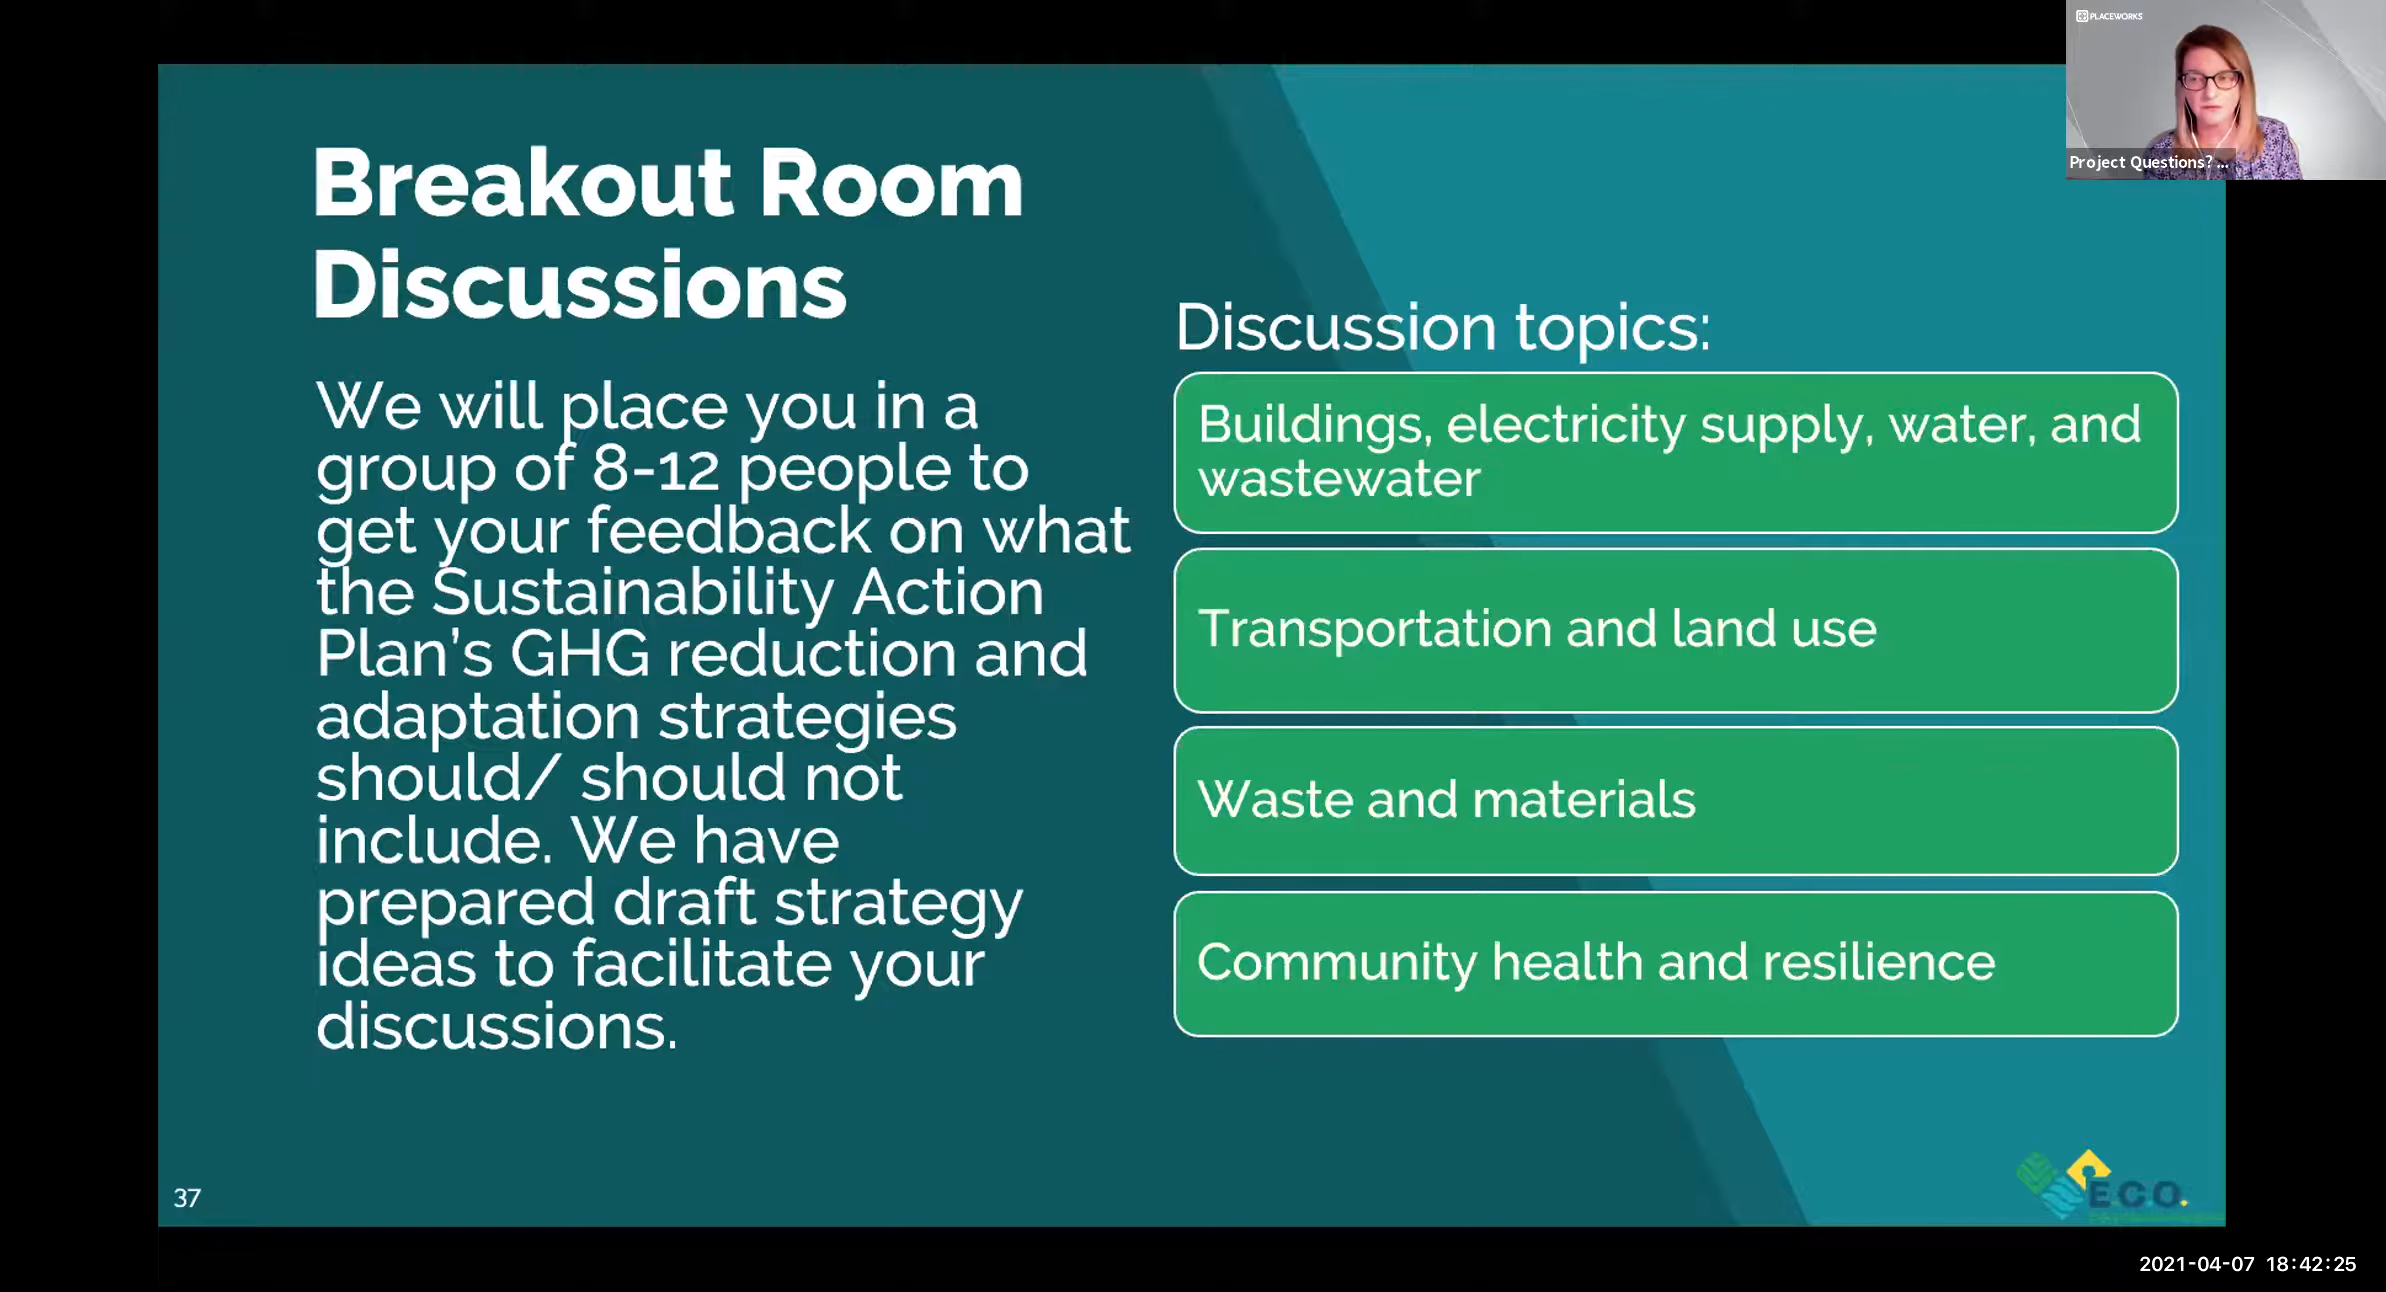 PLACEWORKS
Project Questions? ...
Breakout Room
Discussions
We will place you in a
group of 8-12 people to
get your feedback on what
the Sustainability Action
Plan's GHG reduction and
adaptation strategies
should/ should not
include. We have
prepared draft strategy
ideas to facilitate your
discussions.
Discussion topics:
Buildings, electricity supply, water, and
wastewater
Transportation and land use
Waste and materials
Community health and resilience
37
E.C.O.
2021-04-07 18:42:25